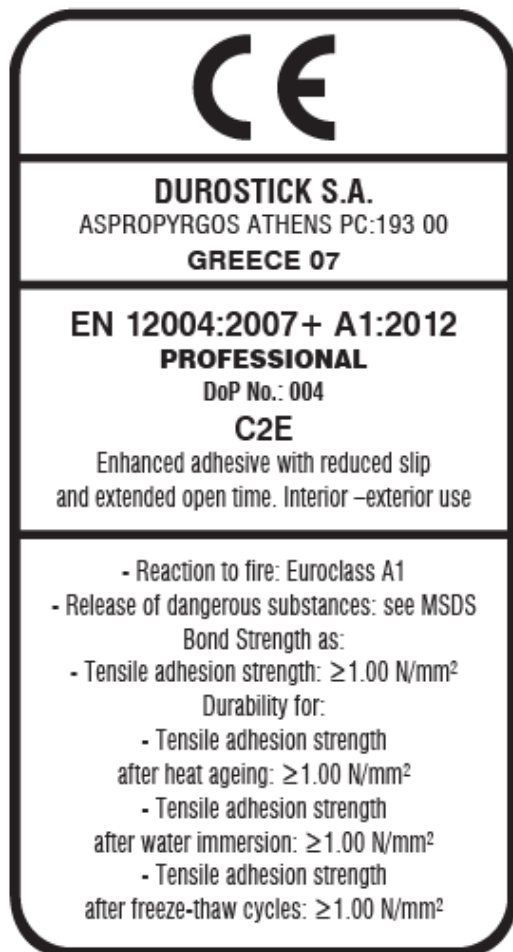 CE
DUROSTICK S.A.
ASPROPYRGOS ATHENS PC:193 00
GREECE 07
EN 12004:2007+ A1:2012
PROFESSIONAL
DoP No.: 004
C2E
Enhanced adhesive with reduced slip
and extended open time. Interior –exterior use
- Reaction to fire: Euroclass A1
- Release of dangerous substances: see MSDS
Bond Strength as:
- Tensile adhesion strength: ≥1.00 N/mm²
Durability for:
- Tensile adhesion strength
after heat ageing: ≥1.00 N/mm²
- Tensile adhesion strength
after water immersion: ≥1.00 N/mm²
- Tensile adhesion strength
after freeze-thaw cycles: ≥1.00 N/mm²